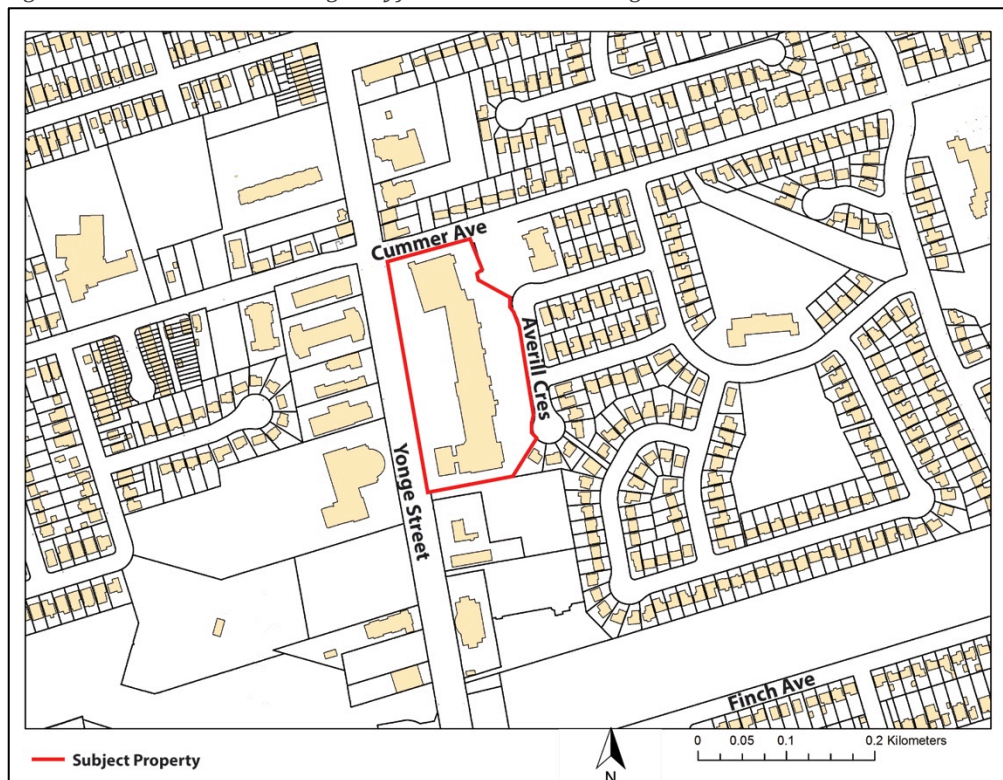 Cummer Ave
Averill Cres
Yonge Street
Finch Ave
Subject Property
N
0 0.05 0.1 0.2 Kilometers